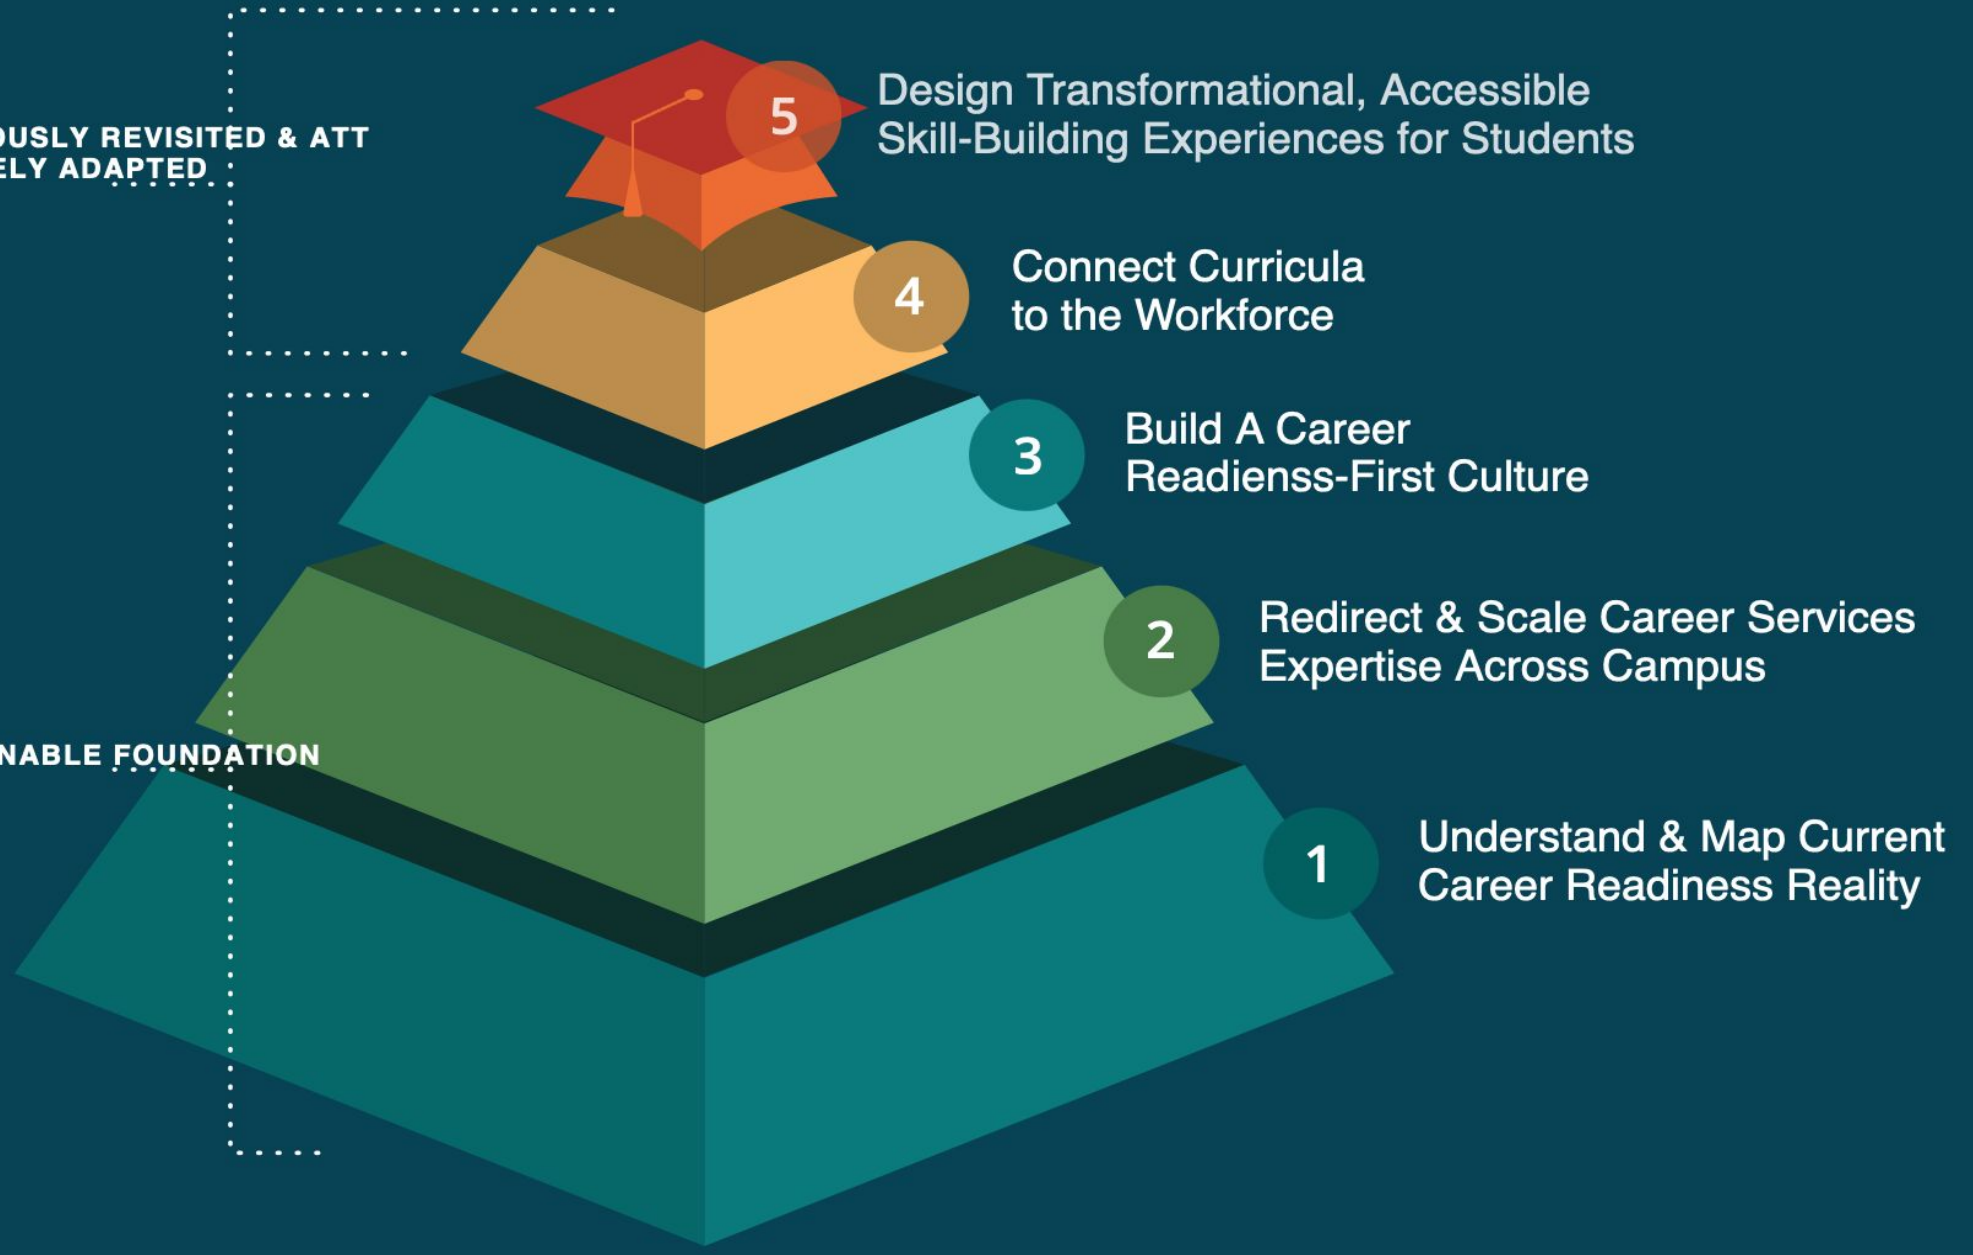 5
Design Transformational, Accessible
Skill-Building Experiences for Students
OUSLY REVISITED & ATT
ELY ADAPTED
4
Connect Curricula
to the Workforce
3
Build A Career
Readienss-First Culture
2
Redirect & Scale Career Services
Expertise Across Campus
NABLE FOUNDATION
1
Understand & Map Current
Career Readiness Reality